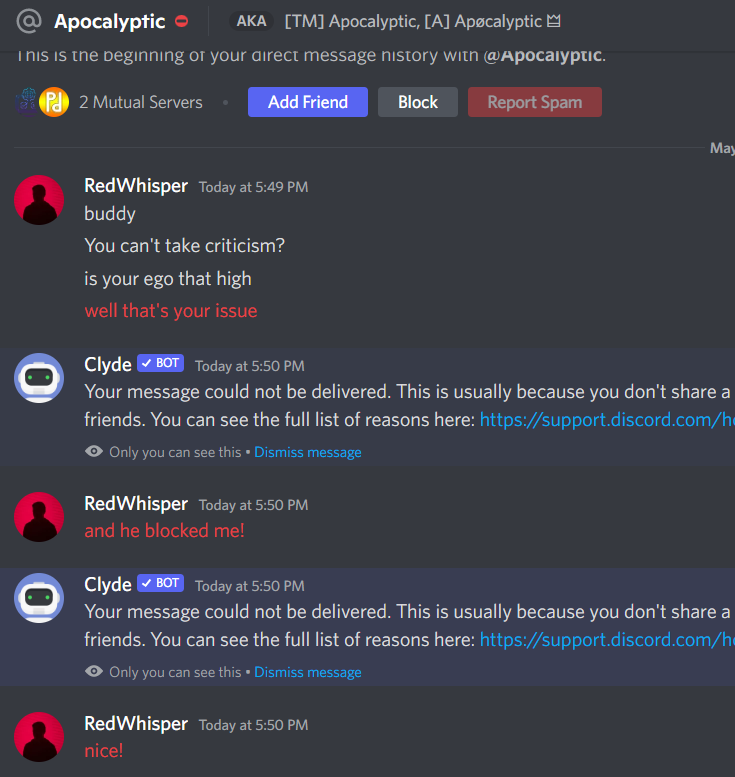 @ Apocalyptic AKA [TM] Apocalyptic, [A] Apøcalyptic
This is the beginning of your direct message history with @Apocalyptic.
2 Mutual Servers • Add Friend Block Report Spam
May
RedWhisper Today at 5:49 PM
buddy
You can't take criticism?
is your ego that high
well that's your issue
Clyde ✓ BOT Today at 5:50 PM
Your message could not be delivered. This is usually because you don't share a
friends. You can see the full list of reasons here: https://support.discord.com/h
Only you can see this • Dismiss message
RedWhisper Today at 5:50 PM
and he blocked me!
Clyde ✓ BOT Today at 5:50 PM
Your message could not be delivered. This is usually because you don't share a
friends. You can see the full list of reasons here: https://support.discord.com/h
Only you can see this • Dismiss message
RedWhisper Today at 5:50 PM
nice!